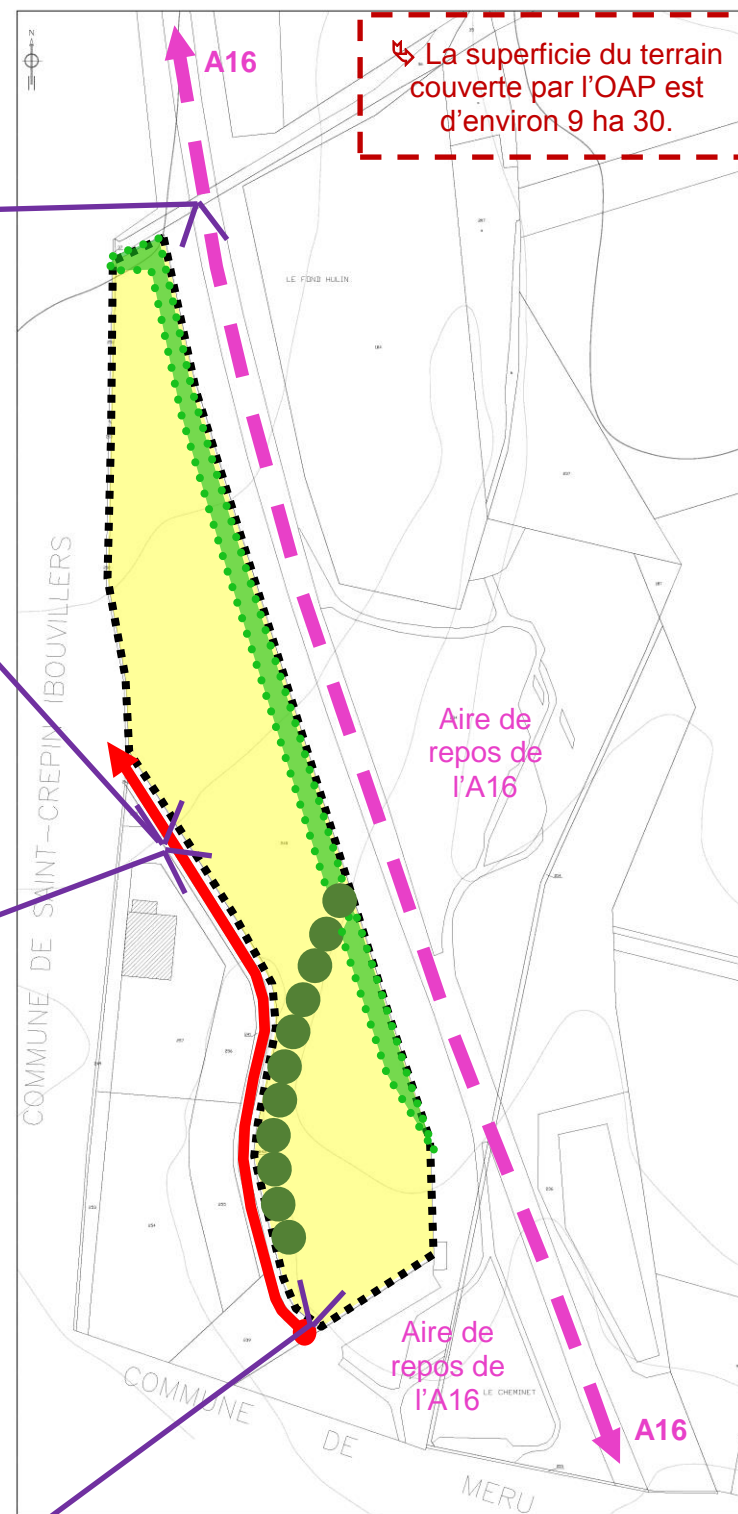 N
A16
↳ La superficie du terrain
couverte par l'OAP est
d'environ 9 ha 30.
LE FOND HULIN
COMMUNE DE SAINT-CREPIN IBOUVILLERS
Aire de
repos de
l'A16
Aire de
repos de
l'A16
LE CHEMINET
A16
COMMUNE DE MERU